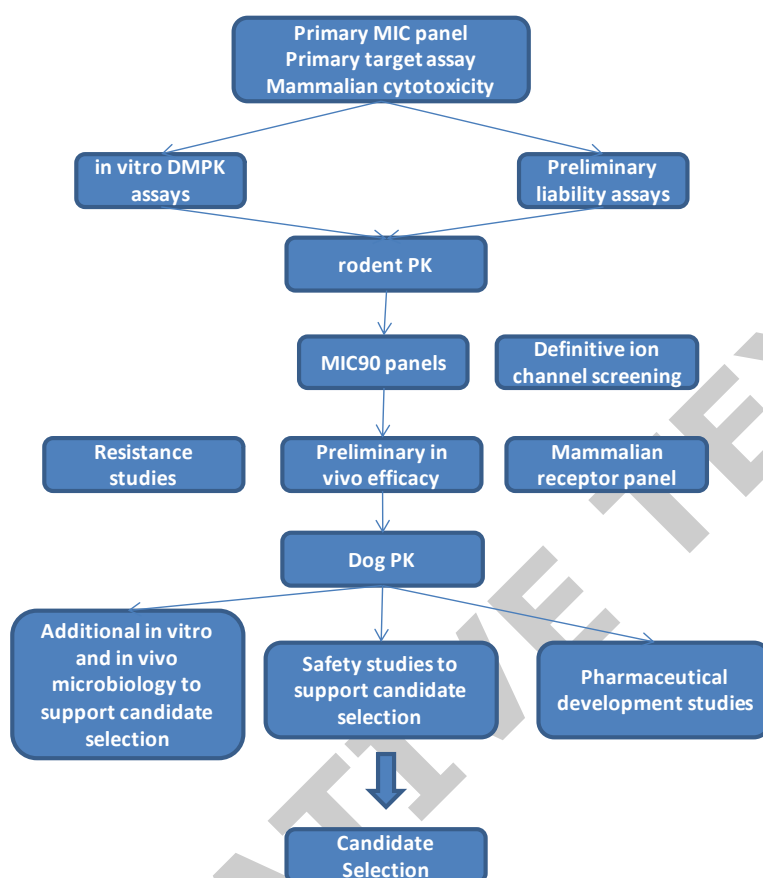 Primary MIC panel
Primary target assay
Mammalian cytotoxicity
in vitro DMPK
assays
Preliminary
liability assays
rodent PK
MIC90 panels
Definitive ion
channel screening
Resistance
studies
Preliminary in
vivo efficacy
Mammalian
receptor panel
Dog PK
Additional in vitro
and in vivo
microbiology to
support candidate
selection
Safety studies to
support candidate
selection
Pharmaceutical
development studies
Candidate
Selection